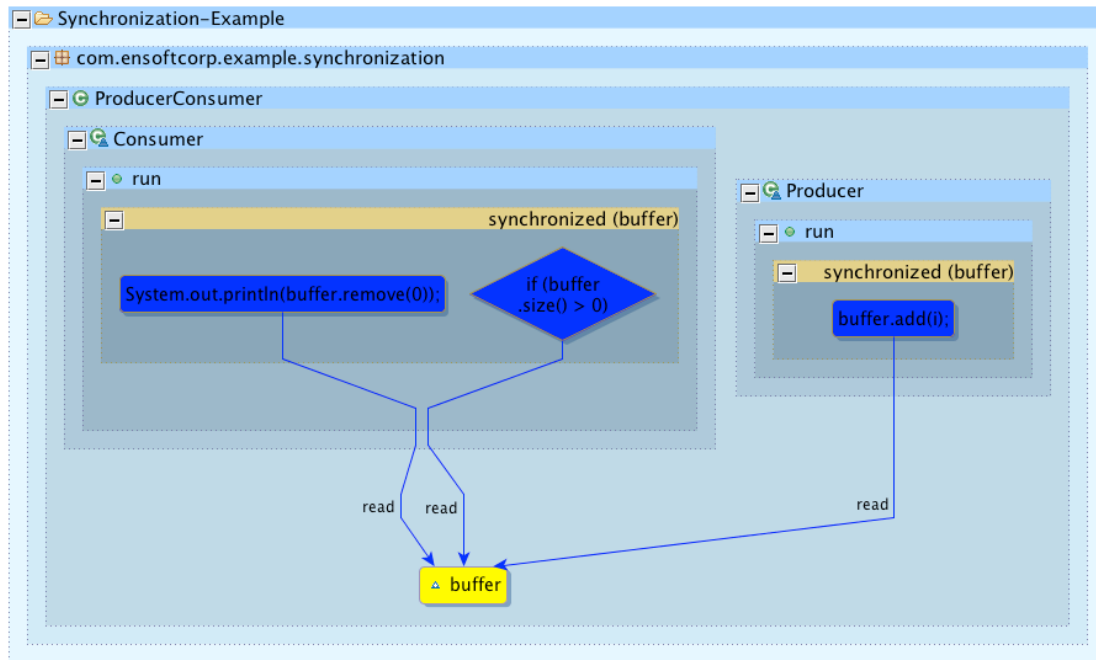 Synchronization-Example
com.ensoftcorp.example.synchronization
ProducerConsumer
Consumer
run
synchronized (buffer)
System.out.println(buffer.remove(0));
if (buffer
.size() > 0)
Producer
run
synchronized (buffer)
buffer.add(i);
read
read
read
buffer